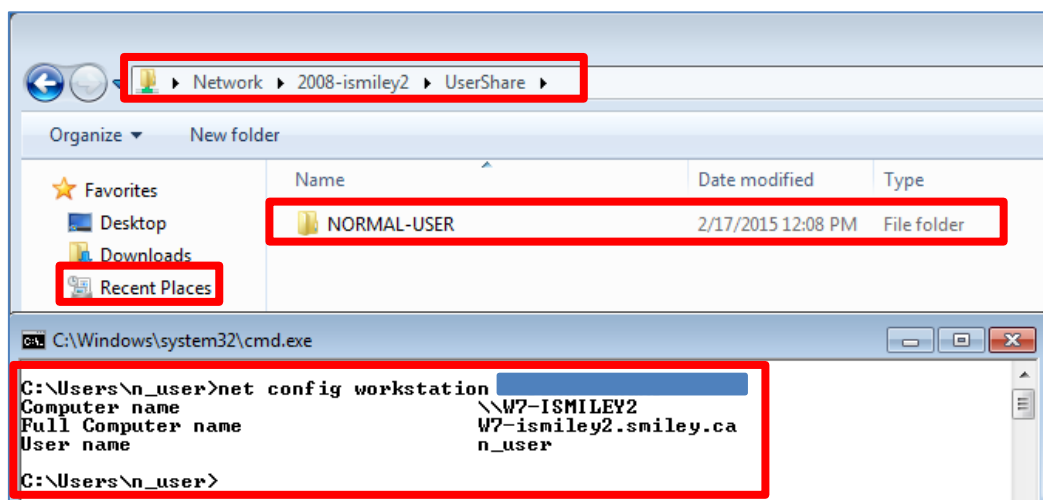 Network ▸ 2008-ismiley2 ▸ UserShare ▸
Organize ▾ New folder
Name Date modified Type
Favorites
Desktop
Downloads
Recent Places
NORMAL-USER 2/17/2015 12:08 PM File folder
C:\Windows\system32\cmd.exe
C:\Users\n_user>net config workstation
Computer name \\W7-ISMILEY2
Full Computer name W7-ismiley2.smiley.ca
User name n_user
C:\Users\n_user>